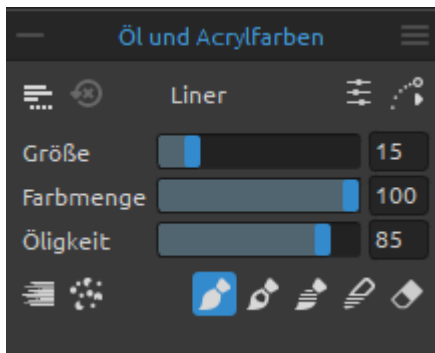 Öl und Acrylfarben
Liner
Größe 15
Farbmenge 100
Öligkeit 85